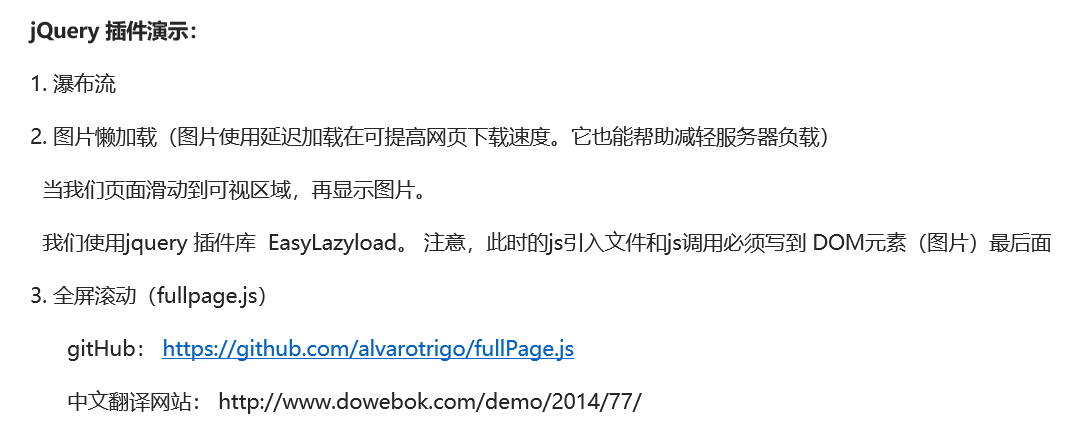 jQuery 插件演示：
1. 瀑布流
2. 图片懒加载（图片使用延迟加载在可提高网页下载速度。它也能帮助减轻服务器负载）
当我们页面滑动到可视区域，再显示图片。
我们使用jquery 插件库 EasyLazyload。 注意，此时的js引入文件和js调用必须写到 DOM元素（图片）最后面
3. 全屏滚动（fullpage.js）
gitHub： https://github.com/alvarotrigo/fullPage.js
中文翻译网站： http://www.dowebok.com/demo/2014/77/